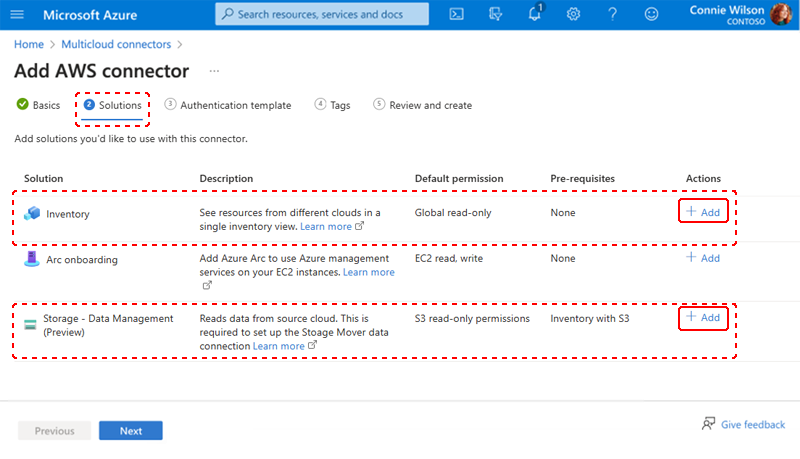 Microsoft Azure
Search resources, services and docs
1
Connie Wilson
CONTOSO
Home > Multicloud connectors >
Add AWS connector ...
Basics
2 Solutions
3 Authentication template
4 Tags
5 Review and create
Add solutions you'd like to use with this connector.
Solution Description Default permission Pre-requisites Actions
Inventory
See resources from different clouds in a
single inventory view. Learn more
Global read-only
None
+ Add
Arc onboarding
Add Azure Arc to use Azure management
services on your EC2 instances. Learn more
EC2 read, write
None
+ Add
Storage - Data Management
(Preview)
Reads data from source cloud. This is
required to set up the Stoage Mover data
connection Learn more
S3 read-only permissions
Inventory with S3
+ Add
Previous
Next
Give feedback